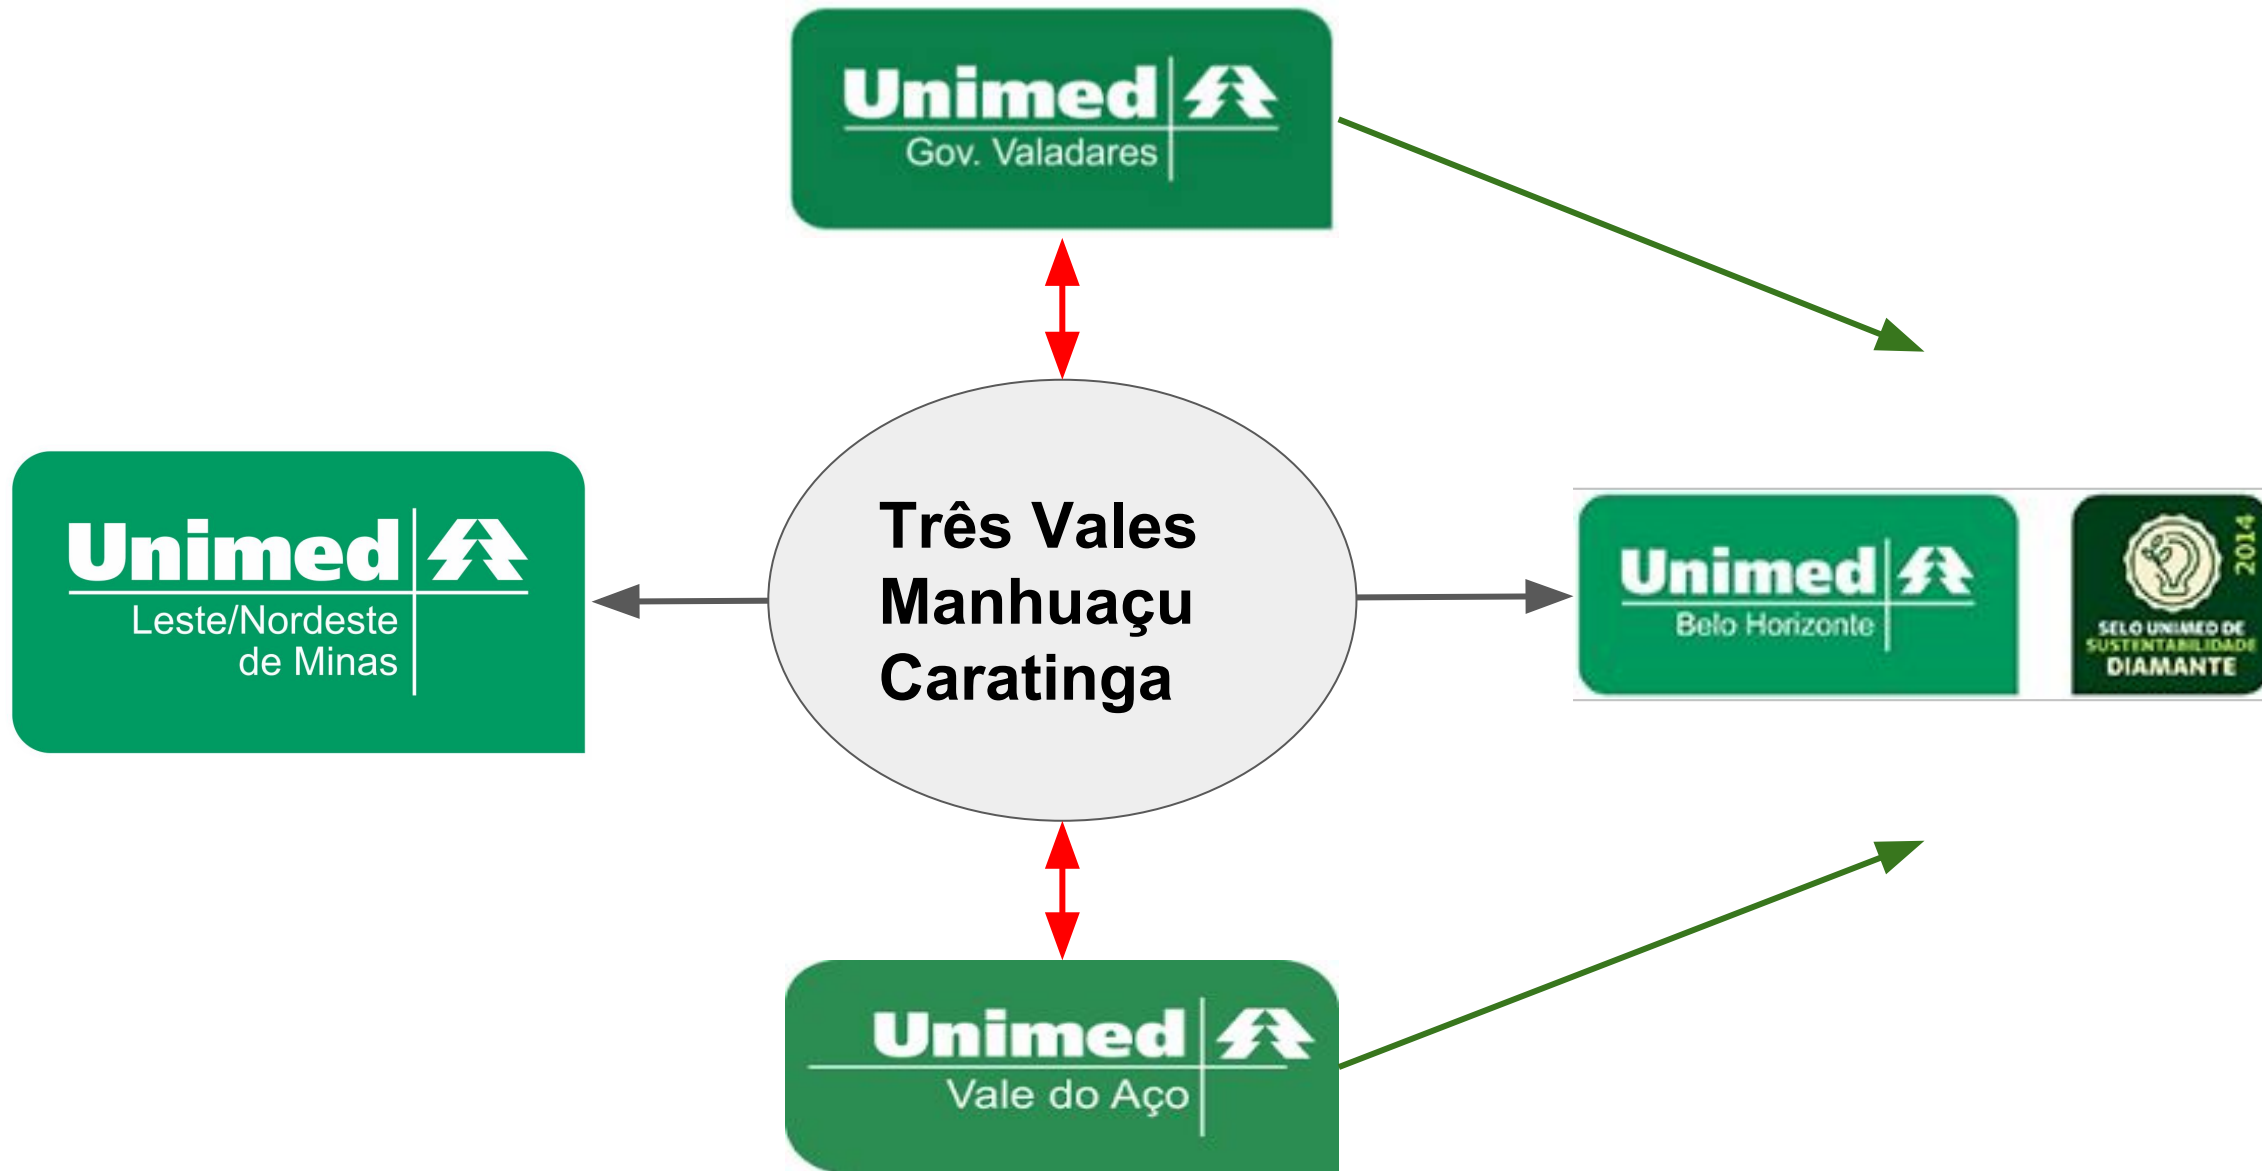 Unimed
Gov. Valadares
Unimed
Leste/Nordeste
de Minas
Três Vales
Manhuaçu
Caratinga
Unimed
Belo Horizonte
2014
SELO UNIMED DE
SUSTENTABILIDADE
DIAMANTE
Unimed
Vale do Aço